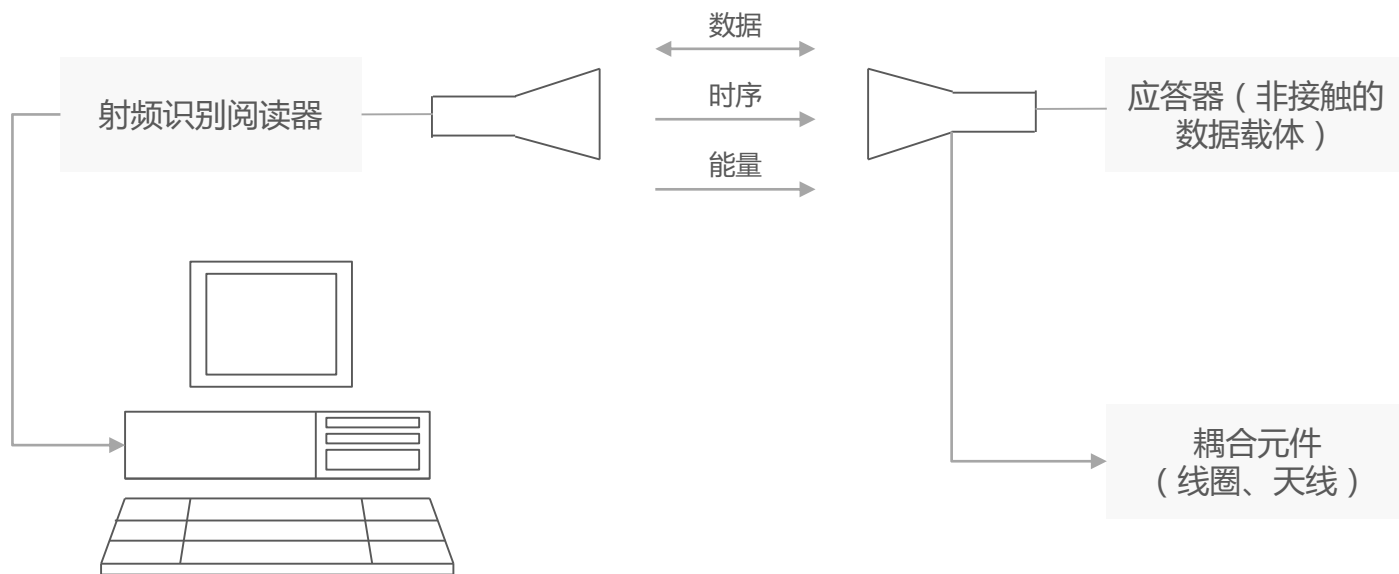 数据
射频识别阅读器
时序
应答器（非接触的
数据载体）
能量
耦合元件
（线圈、天线）